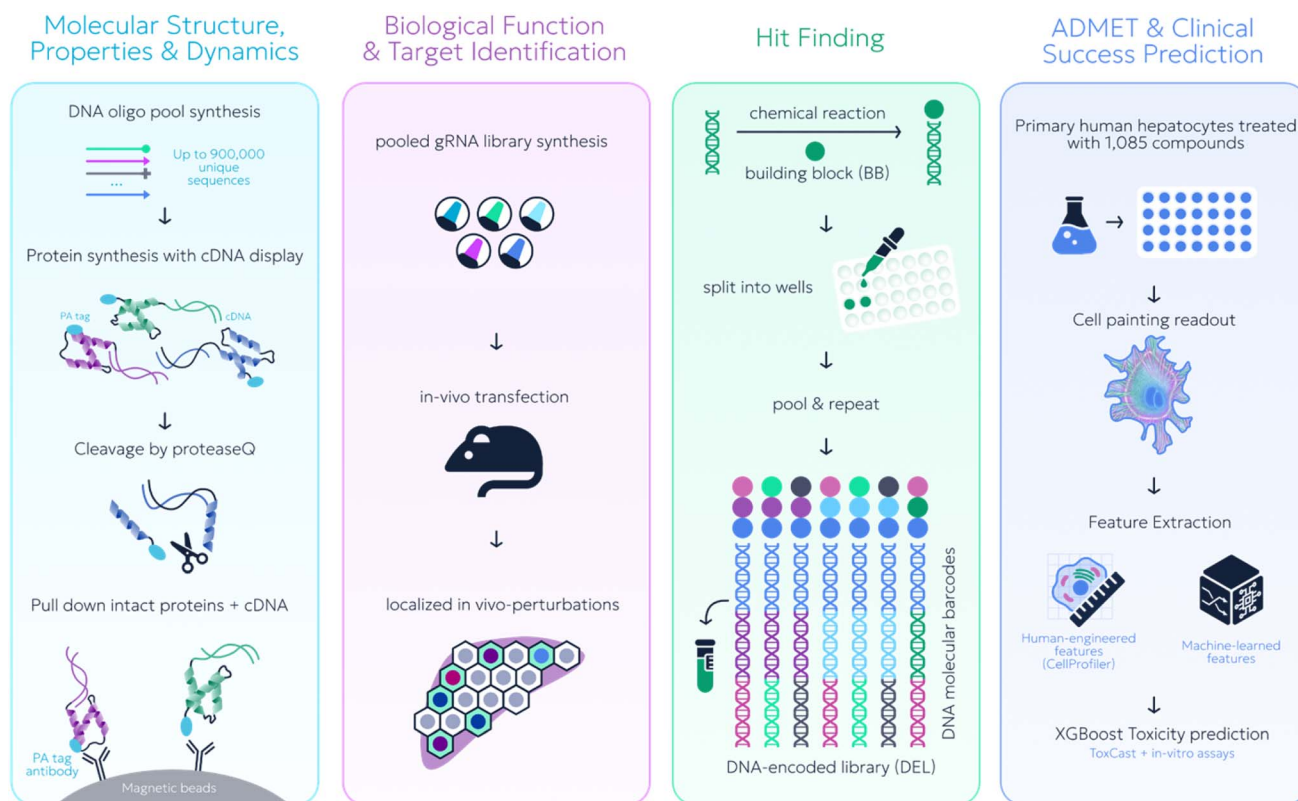 Molecular Structure,
Properties & Dynamics
DNA oligo pool synthesis
Up to 900,000
unique
sequences
...
Protein synthesis with cDNA display
PA tag
cDNA
Cleavage by proteaseQ
Pull down intact proteins + cDNA
PA tag
antibody
Magnetic beads
Biological Function
& Target Identification
pooled gRNA library synthesis
in-vivo transfection
localized in vivo-perturbations
Hit Finding
chemical reaction
building block (BB)
split into wells
pool & repeat
DNA molecular barcodes
DNA-encoded library (DEL)
ADMET & Clinical
Success Prediction
Primary human hepatocytes treated
with 1,085 compounds
Cell painting readout
Feature Extraction
Human-engineered
features
(CellProfiler)
Machine-learned
features
XGBoost Toxicity prediction
ToxCast + in-vitro assays